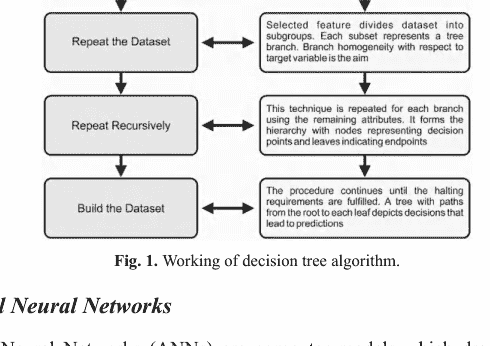 Repeat the Dataset
Selected feature divides dataset into
subgroups. Each subset represents a tree
branch. Branch homogeneity with respect to
target variable is the aim
Repeat Recursively
This technique is repeated for each branch
using the remaining attributes. It forms the
hierarchy with nodes representing decision
points and leaves indicating endpoints
Build the Dataset
The procedure continues until the halting
requirements are fulfilled. A tree with paths
from the root to each leaf depicts decisions that
lead to predictions
Fig. 1. Working of decision tree algorithm.
Neural Networks